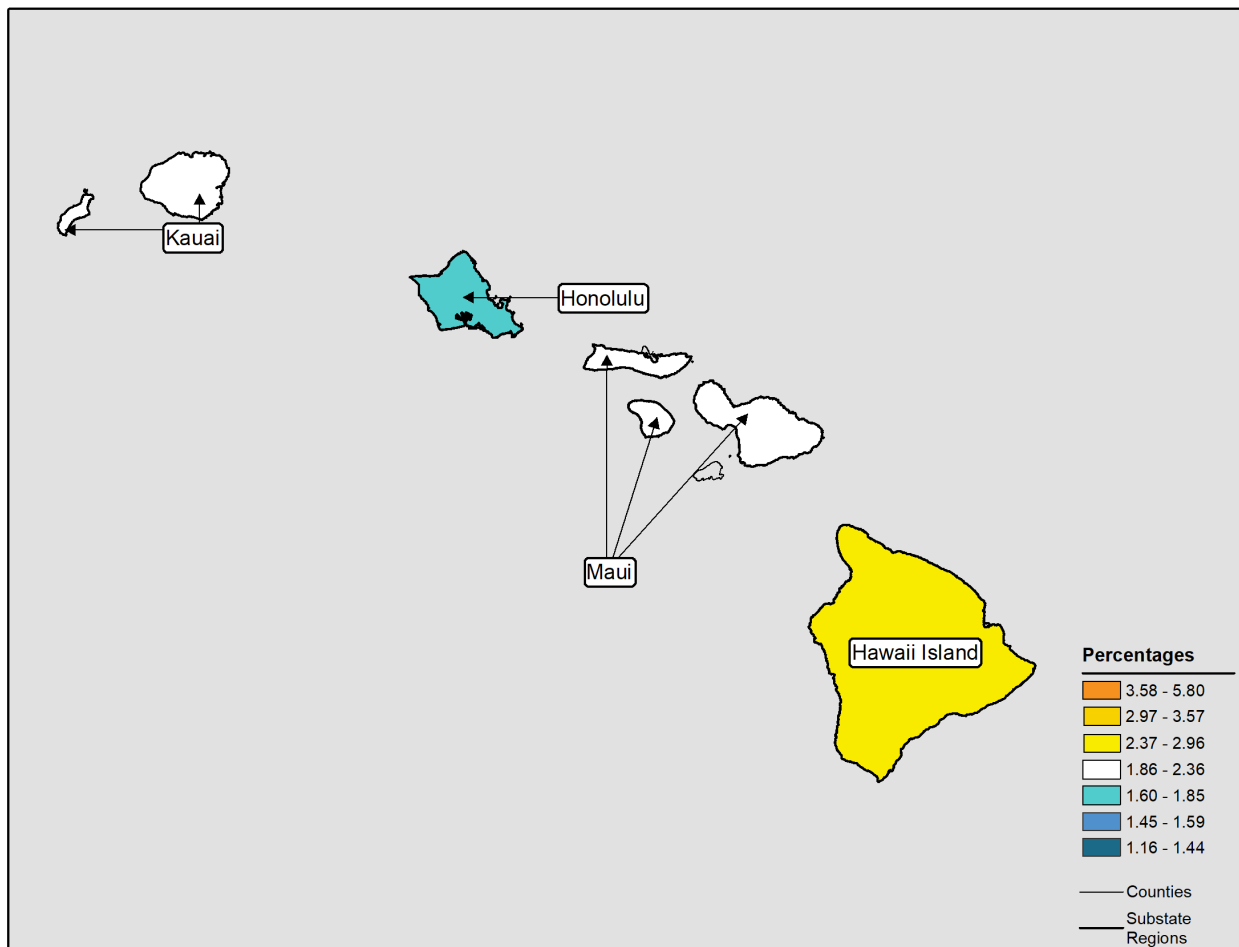 Kauai
Honolulu
Maui
Hawaii Island
Percentages
3.58 - 5.80
2.97 - 3.57
2.37 - 2.96
1.86 - 2.36
1.60 - 1.85
1.45 - 1.59
1.16 - 1.44
Counties
Substate
Regions